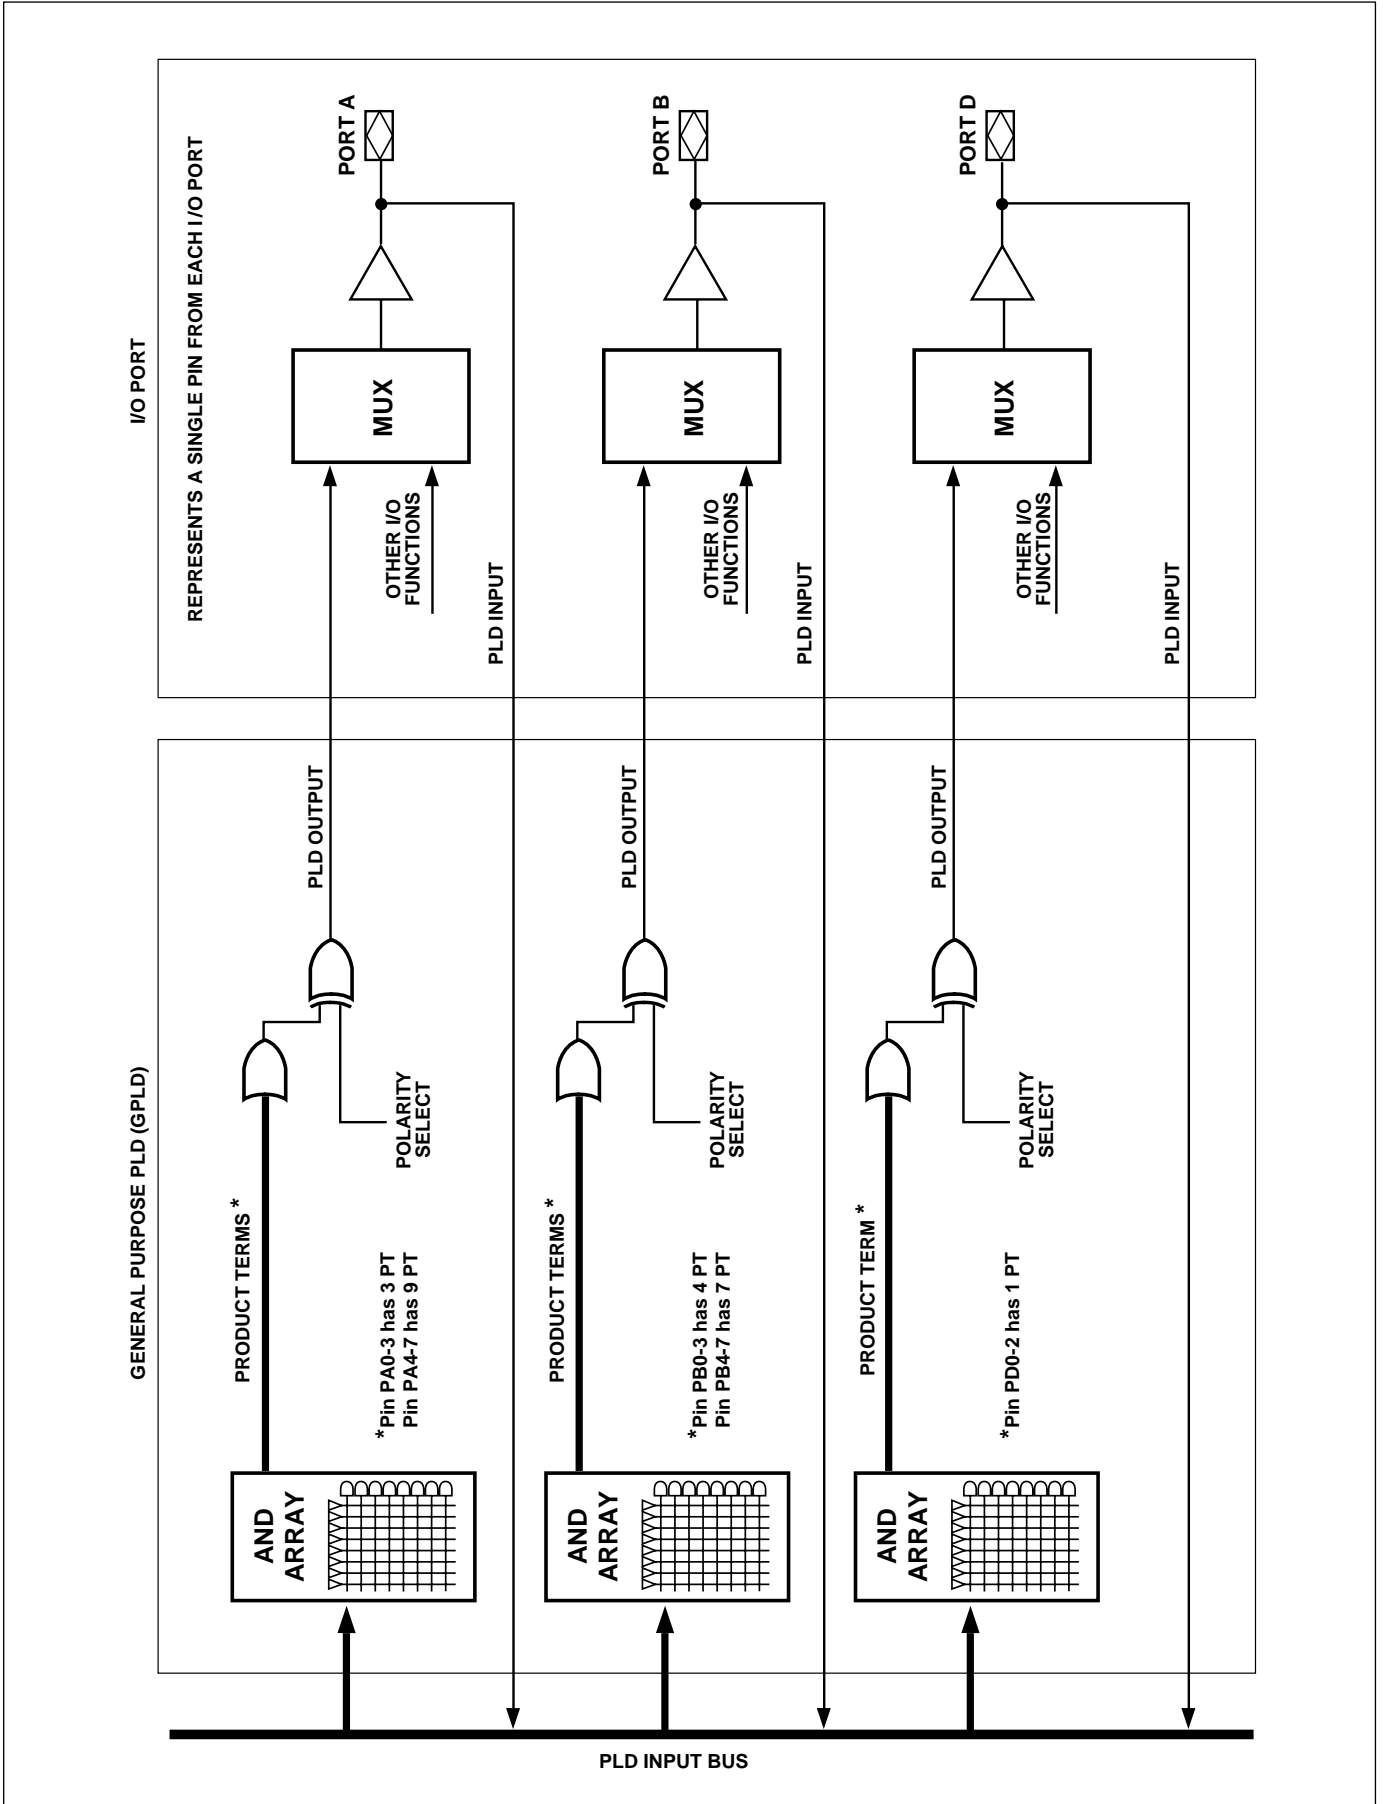 I/O PORT
REPRESENTS A SINGLE PIN FROM EACH I /O PORT
PORT A
MUX
OTHER I/O
FUNCTIONS
PLD INPUT
PORT B
MUX
OTHER I/O
FUNCTIONS
PLD INPUT
PORT D
MUX
OTHER I/O
FUNCTIONS
PLD INPUT
GENERAL PURPOSE PLD (GPLD)
PLD OUTPUT
POLARITY
SELECT
PRODUCT TERMS *
*Pin PA0-3 has 3 PT
Pin PA4-7 has 9 PT
AND
ARRAY
PLD OUTPUT
POLARITY
SELECT
PRODUCT TERMS *
*Pin PB0-3 has 4 PT
Pin PB4-7 has 7 PT
AND
ARRAY
PLD OUTPUT
POLARITY
SELECT
PRODUCT TERM *
*Pin PD0-2 has 1 PT
AND
ARRAY
PLD INPUT BUS